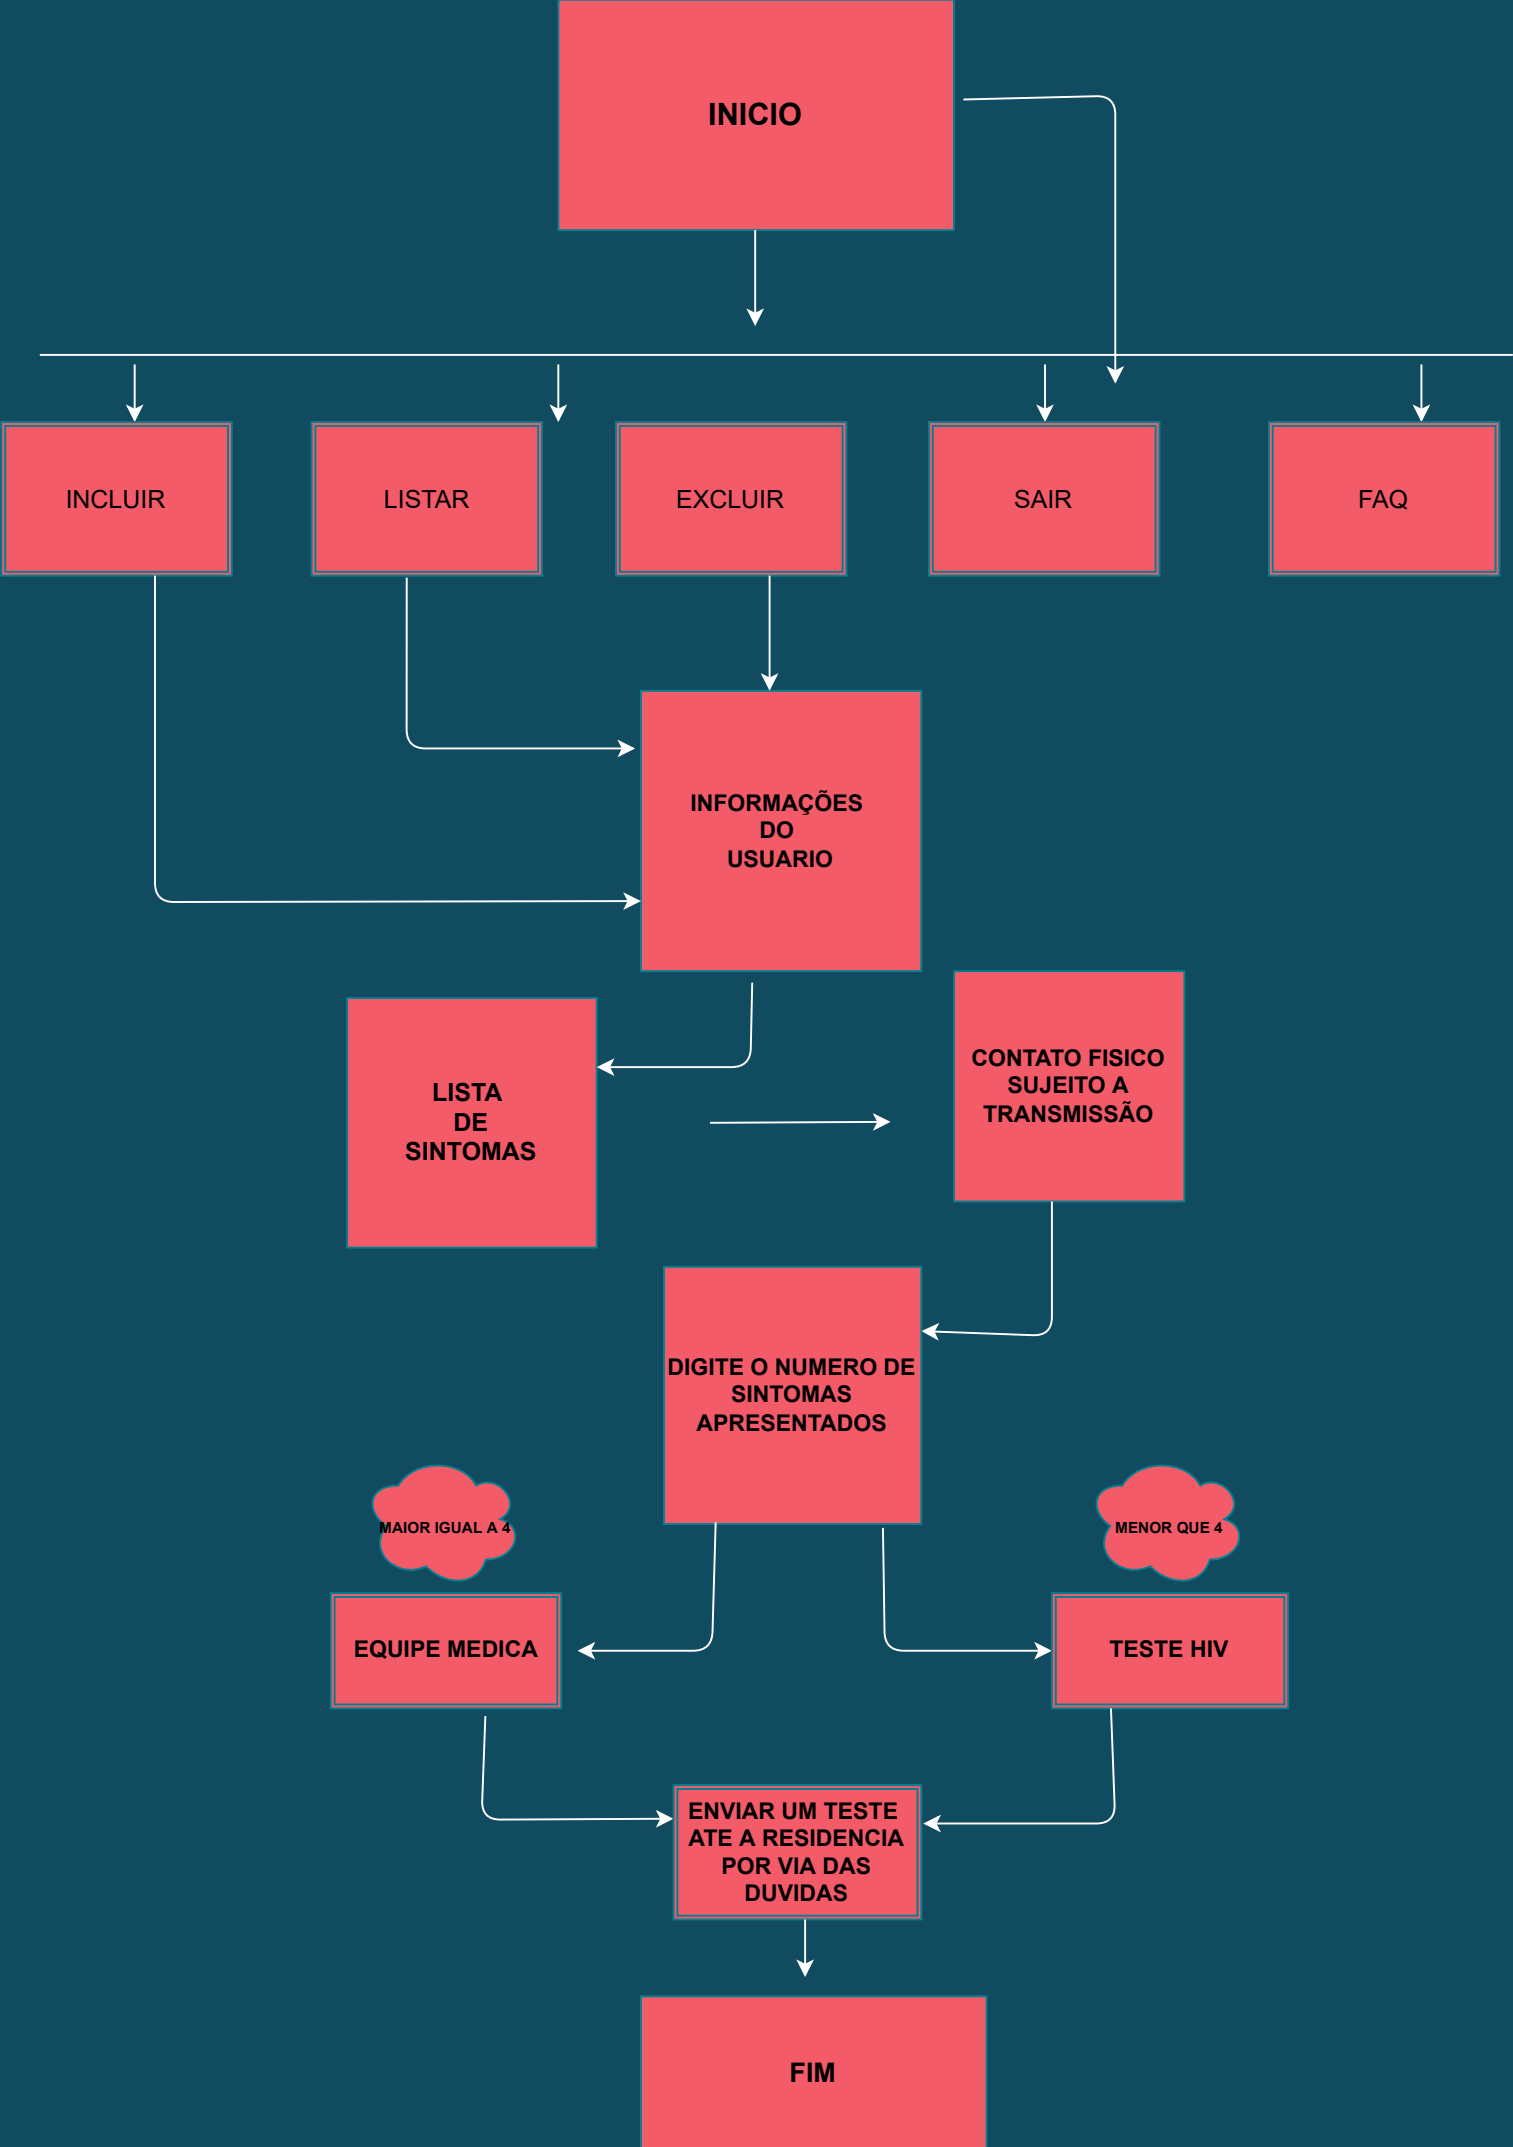 INICIO
INCLUIR
LISTAR
EXCLUIR
SAIR
FAQ
INFORMAÇÕES
DO
USUARIO
LISTA
DE
SINTOMAS
CONTATO FISICO
SUJEITO A
TRANSMISSÃO
DIGITE O NUMERO DE
SINTOMAS
APRESENTADOS
MAIOR IGUAL A 4
MENOR QUE 4
EQUIPE MEDICA
TESTE HIV
ENVIAR UM TESTE
ATE A RESIDENCIA
POR VIA DAS
DUVIDAS
FIM